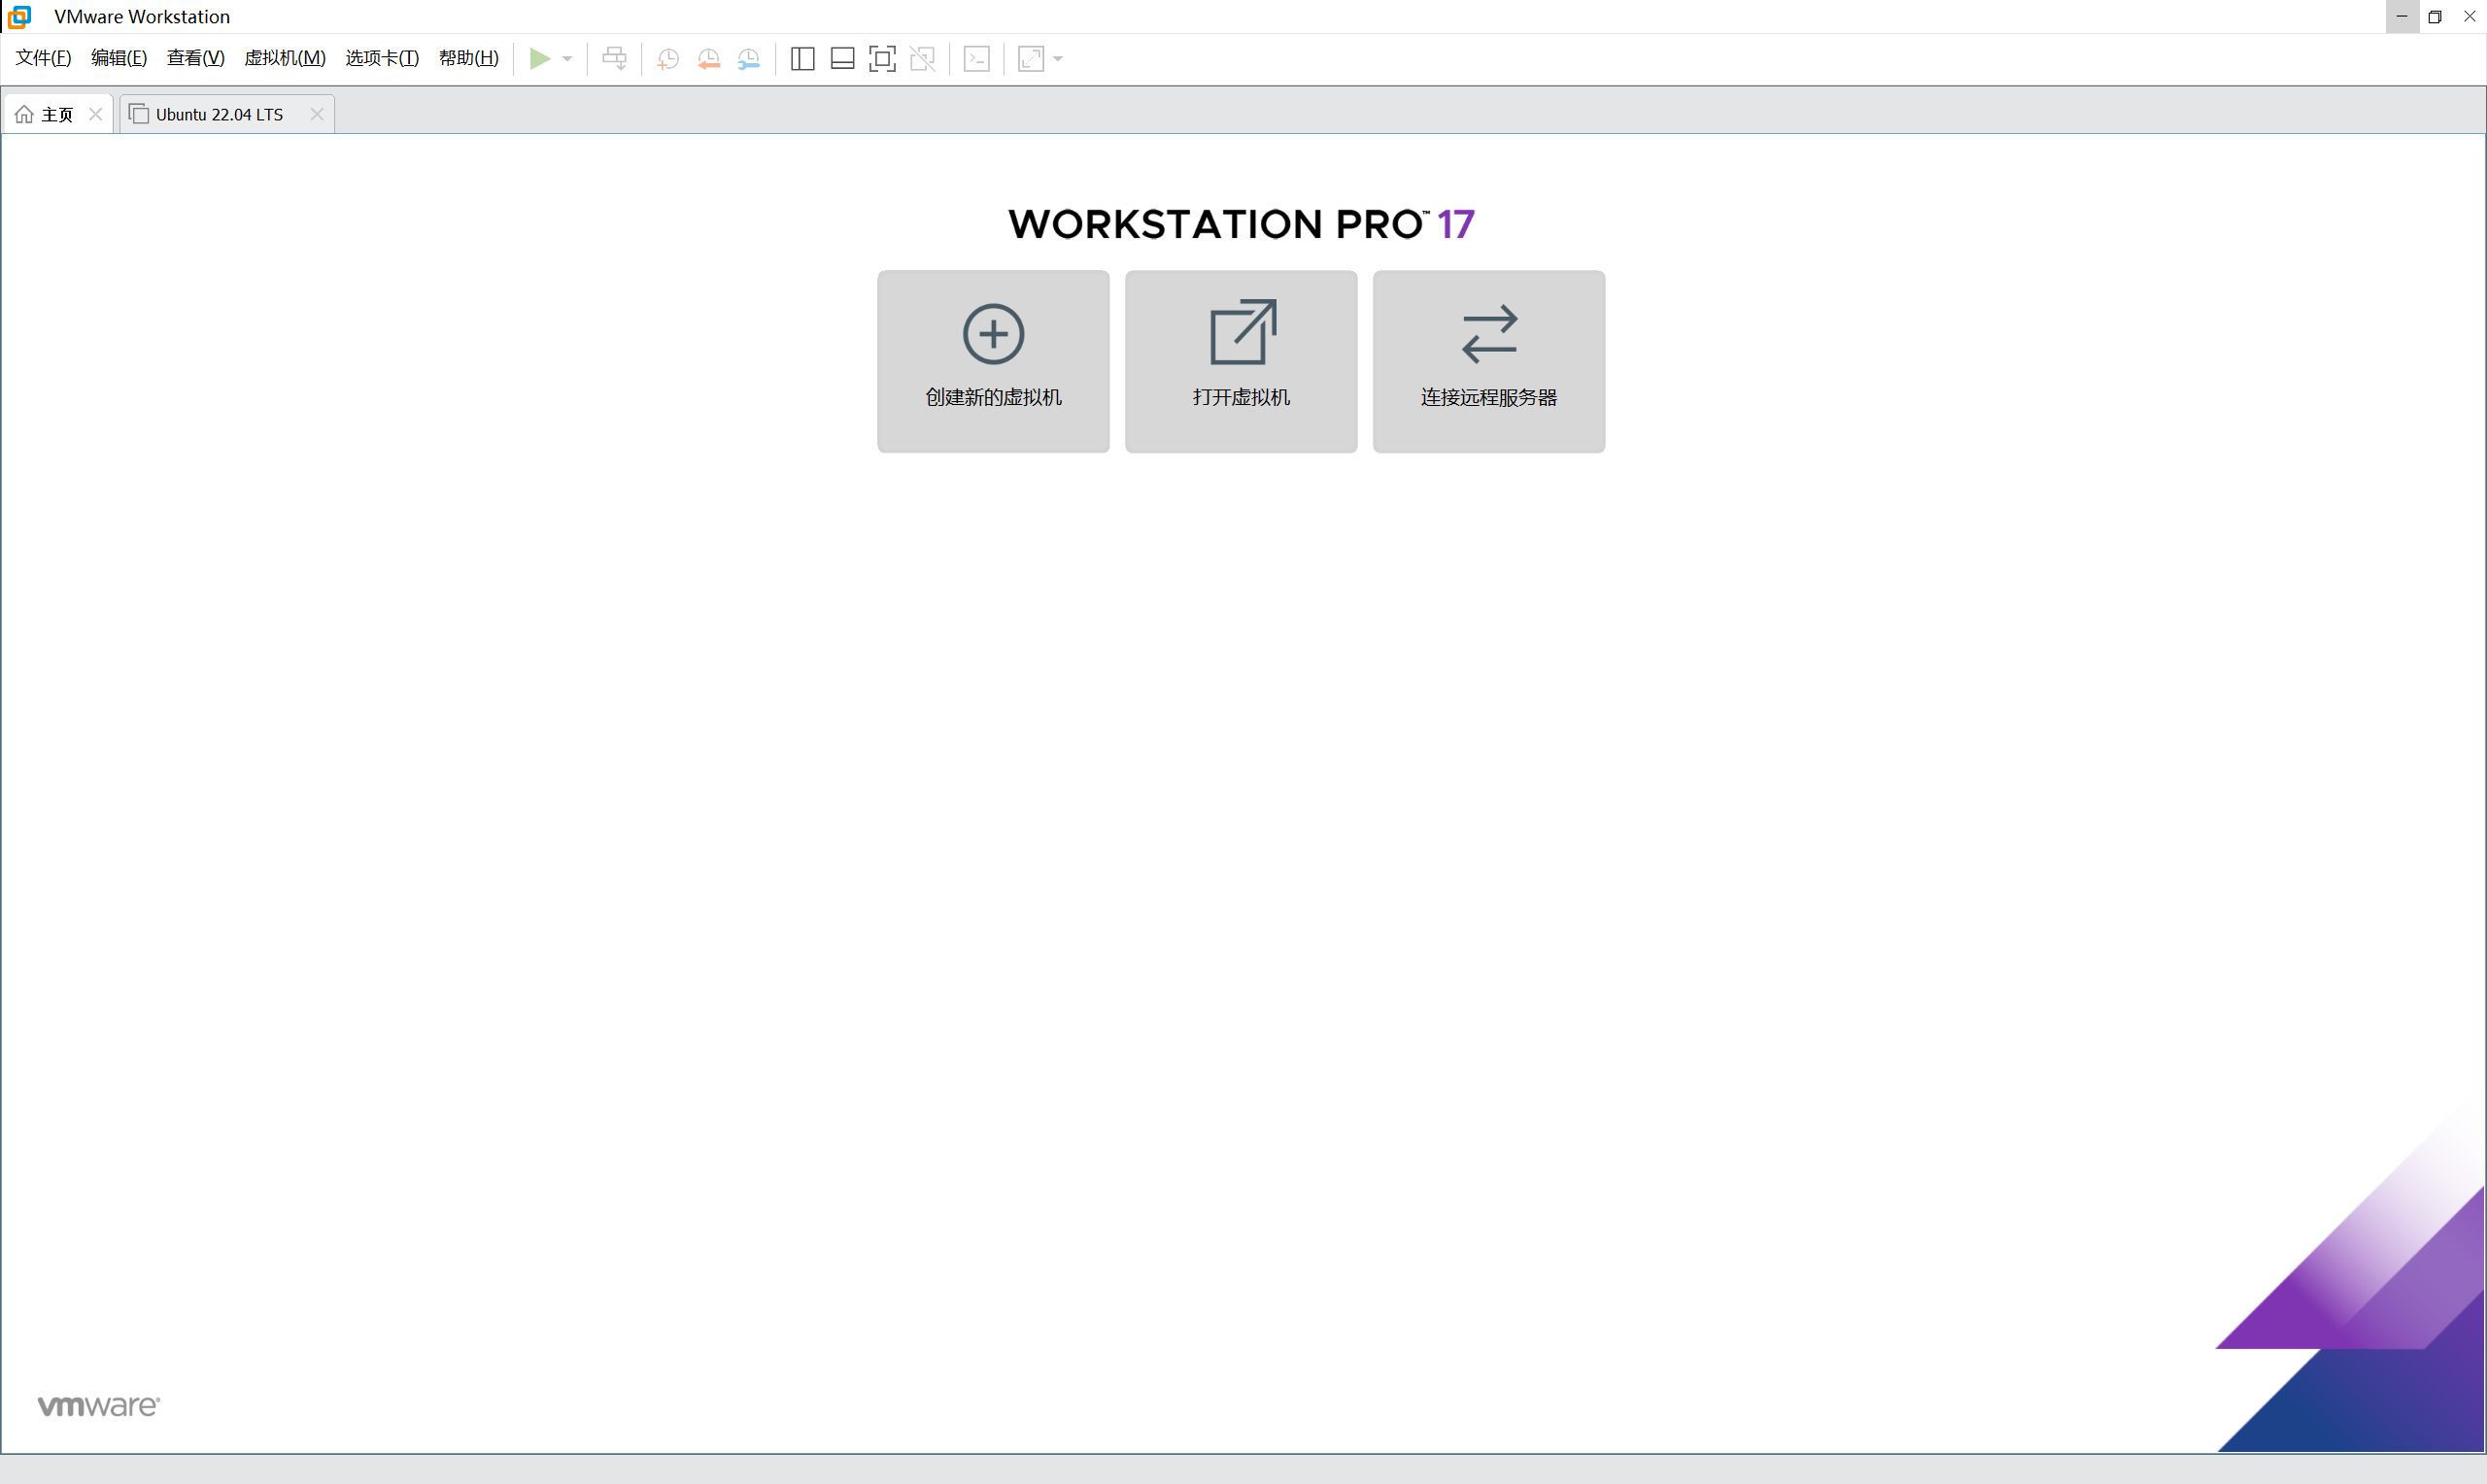 VMware Workstation
文件(F) 编辑(E) 查看(V) 虚拟机(M) 选项卡(T) 帮助(H)
主页 Ubuntu 22.04 LTS
WORKSTATION PRO™ 17
创建新的虚拟机 打开虚拟机 连接远程服务器
vmware®